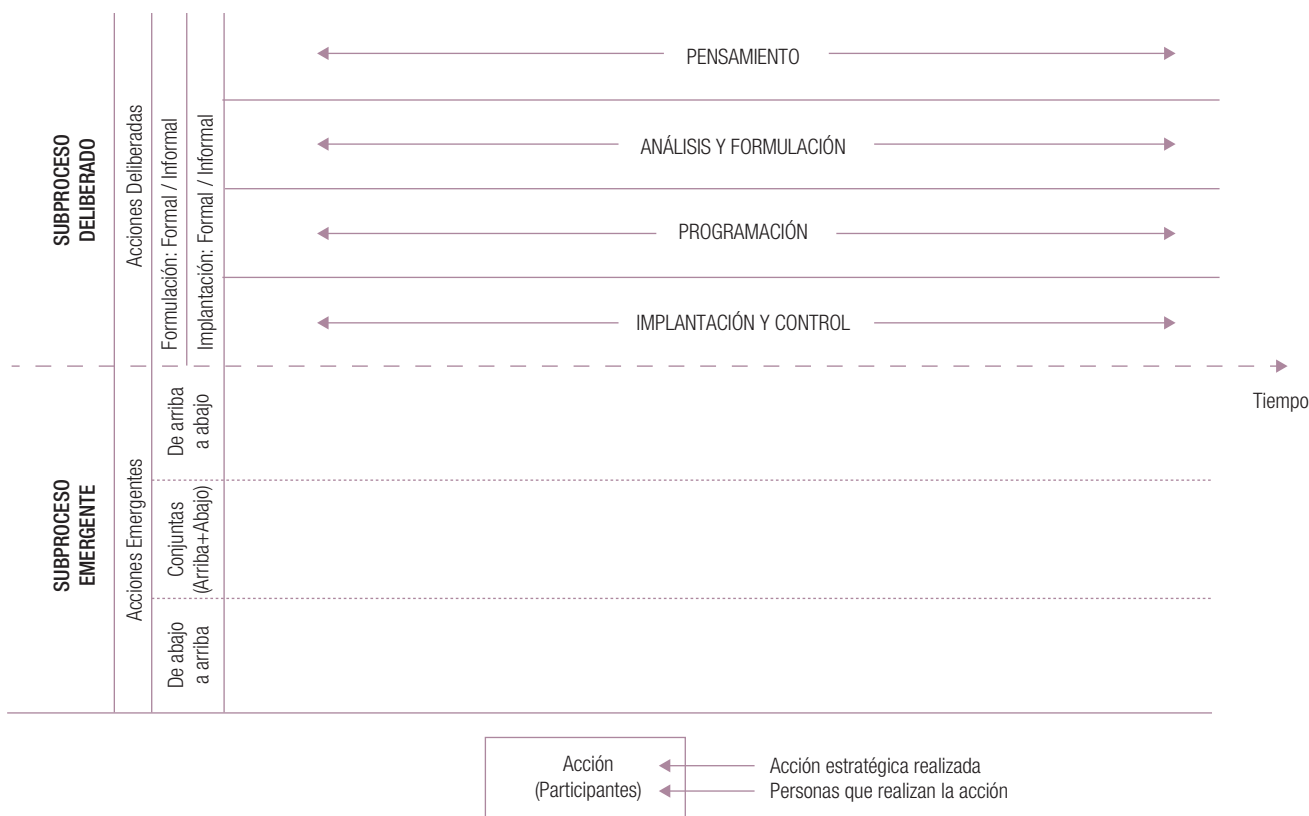 SUBPROCESO
DELIBERADO
Acciones Deliberadas
Formulación: Formal / Informal
Implantación: Formal / Informal
PENSAMIENTO
ANÁLISIS Y FORMULACIÓN
PROGRAMACIÓN
IMPLANTACIÓN Y CONTROL
Tiempo
SUBPROCESO
EMERGENTE
Acciones Emergentes
De arriba
a abajo
Conjuntas
(Arriba+Abajo)
De abajo
a arriba
Acción
(Participantes)
Acción estratégica realizada
Personas que realizan la acción